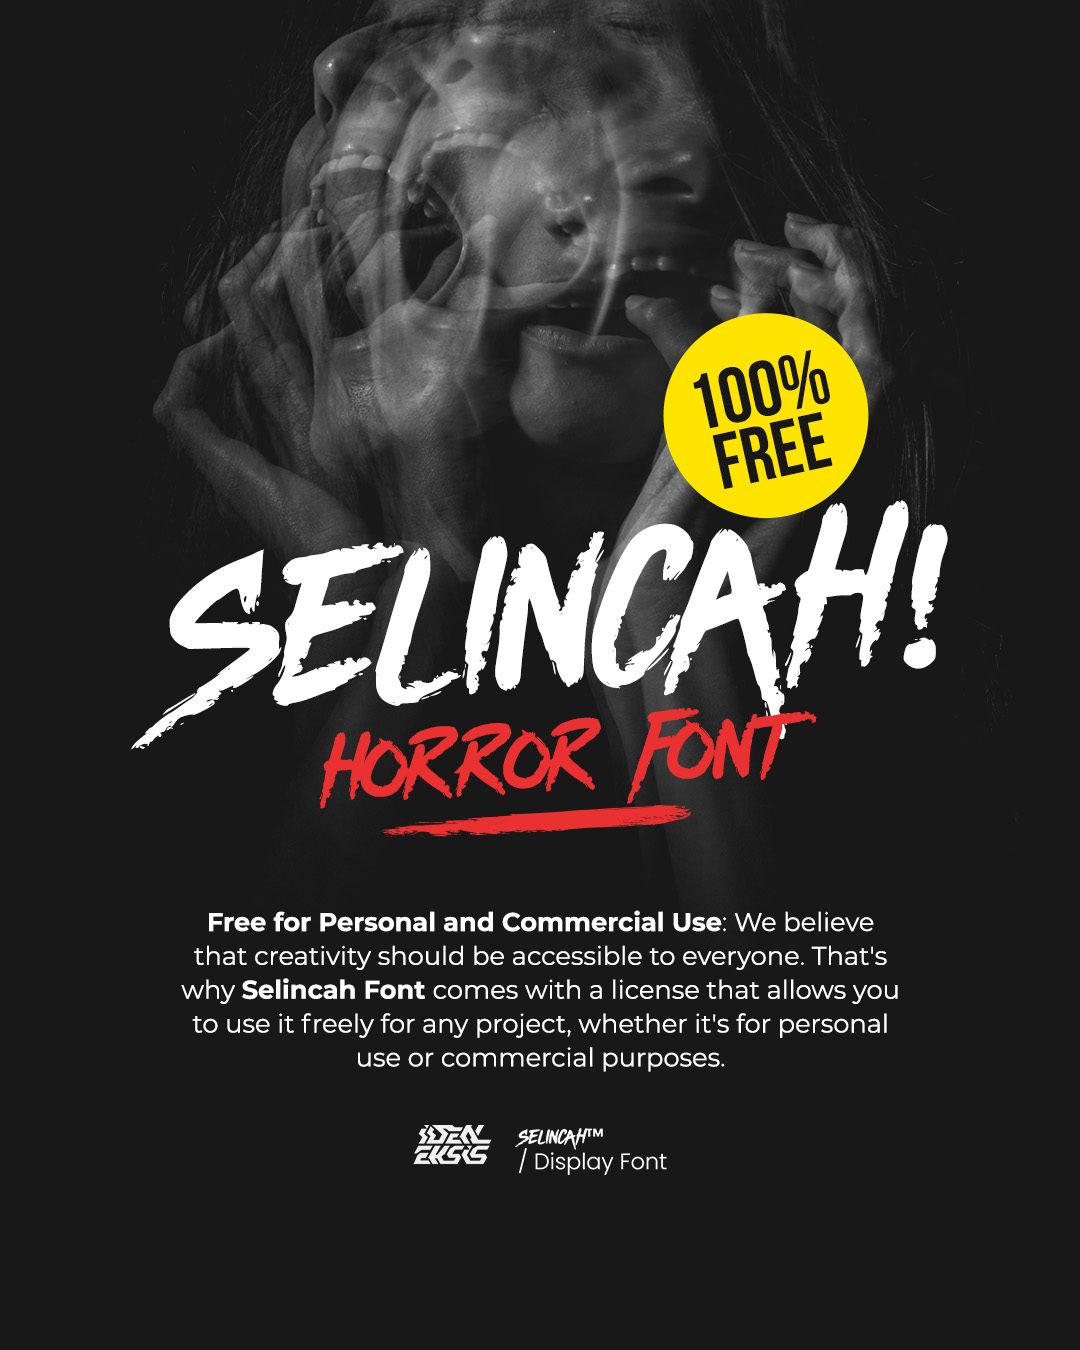 100%
FREE
SELINCAH!
HORROR FONT
Free for Personal and Commercial Use: We believe
that creativity should be accessible to everyone. That's
why Selincah Font comes with a license that allows you
to use it freely for any project, whether it's for personal
use or commercial purposes.
IDEN
EKSIS
SELINCAH™
/ Display Font